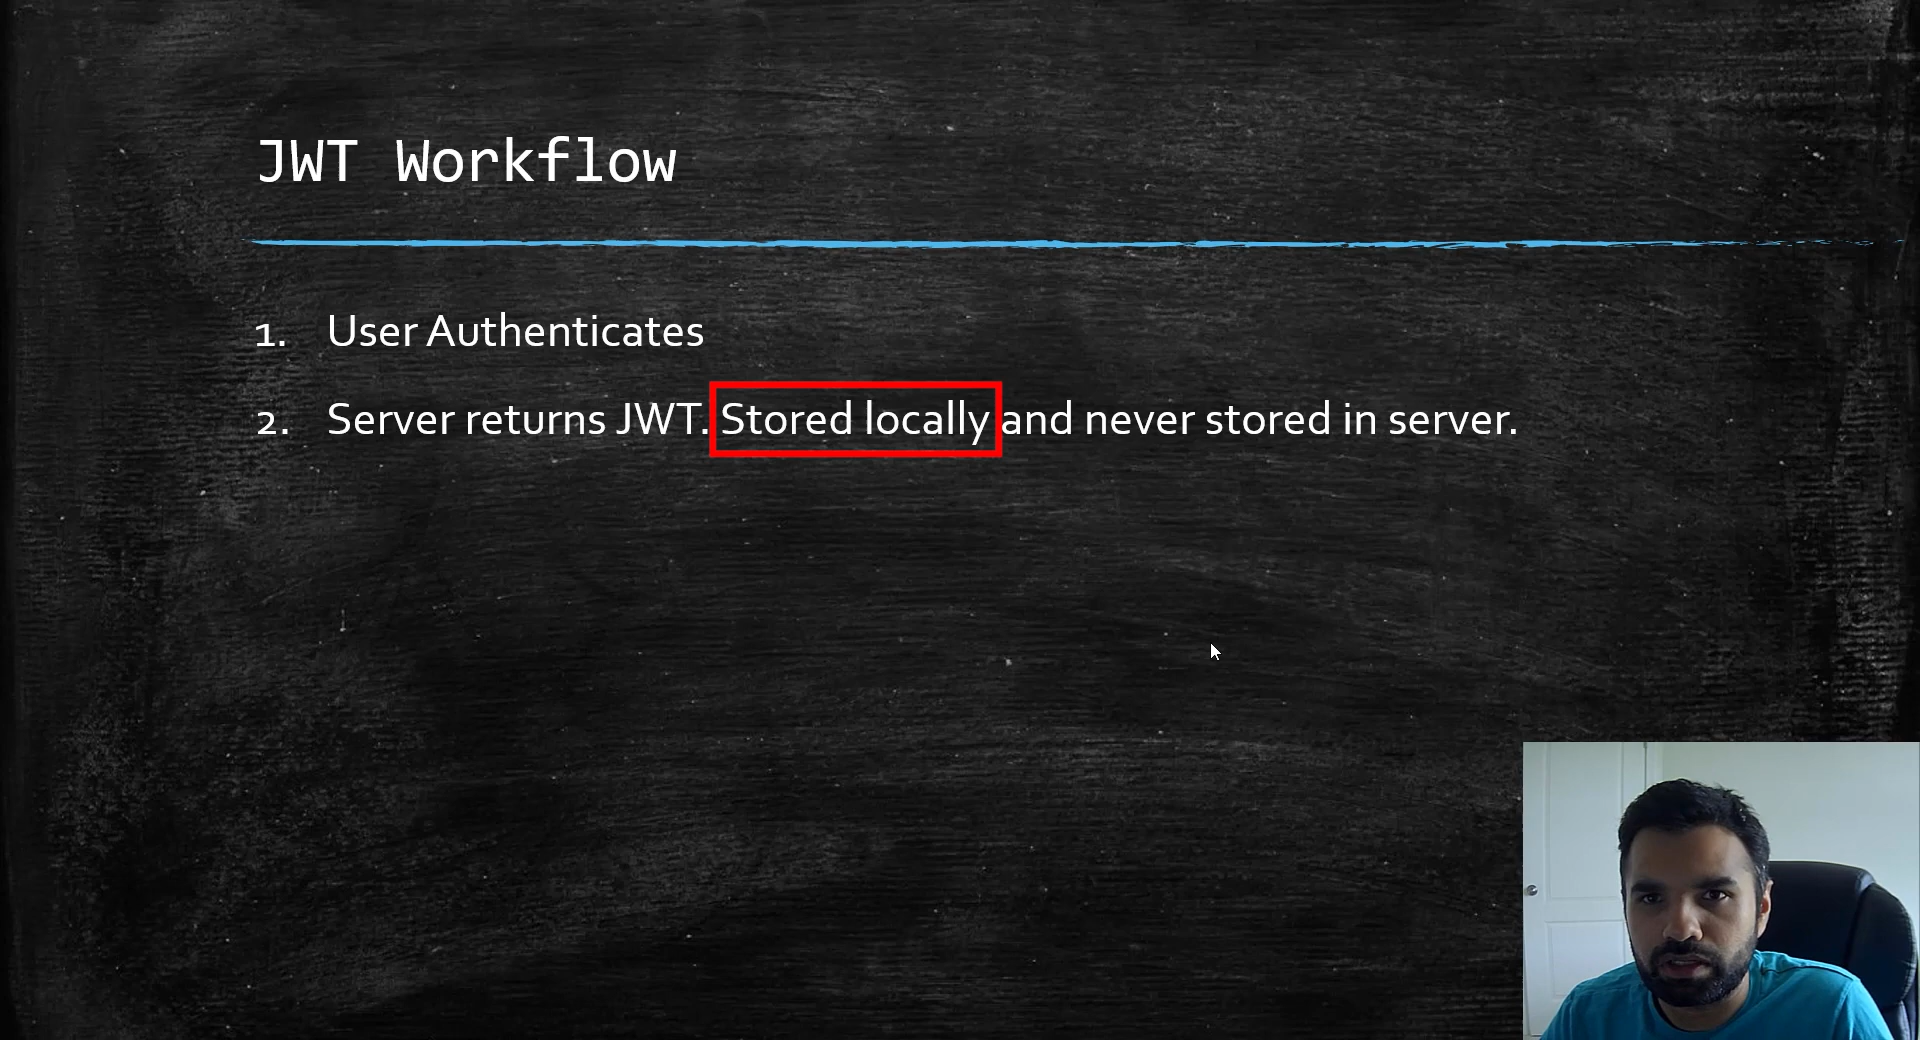 JWT Workflow
1. User Authenticates
2. Server returns JWT. Stored locally and never stored in server.